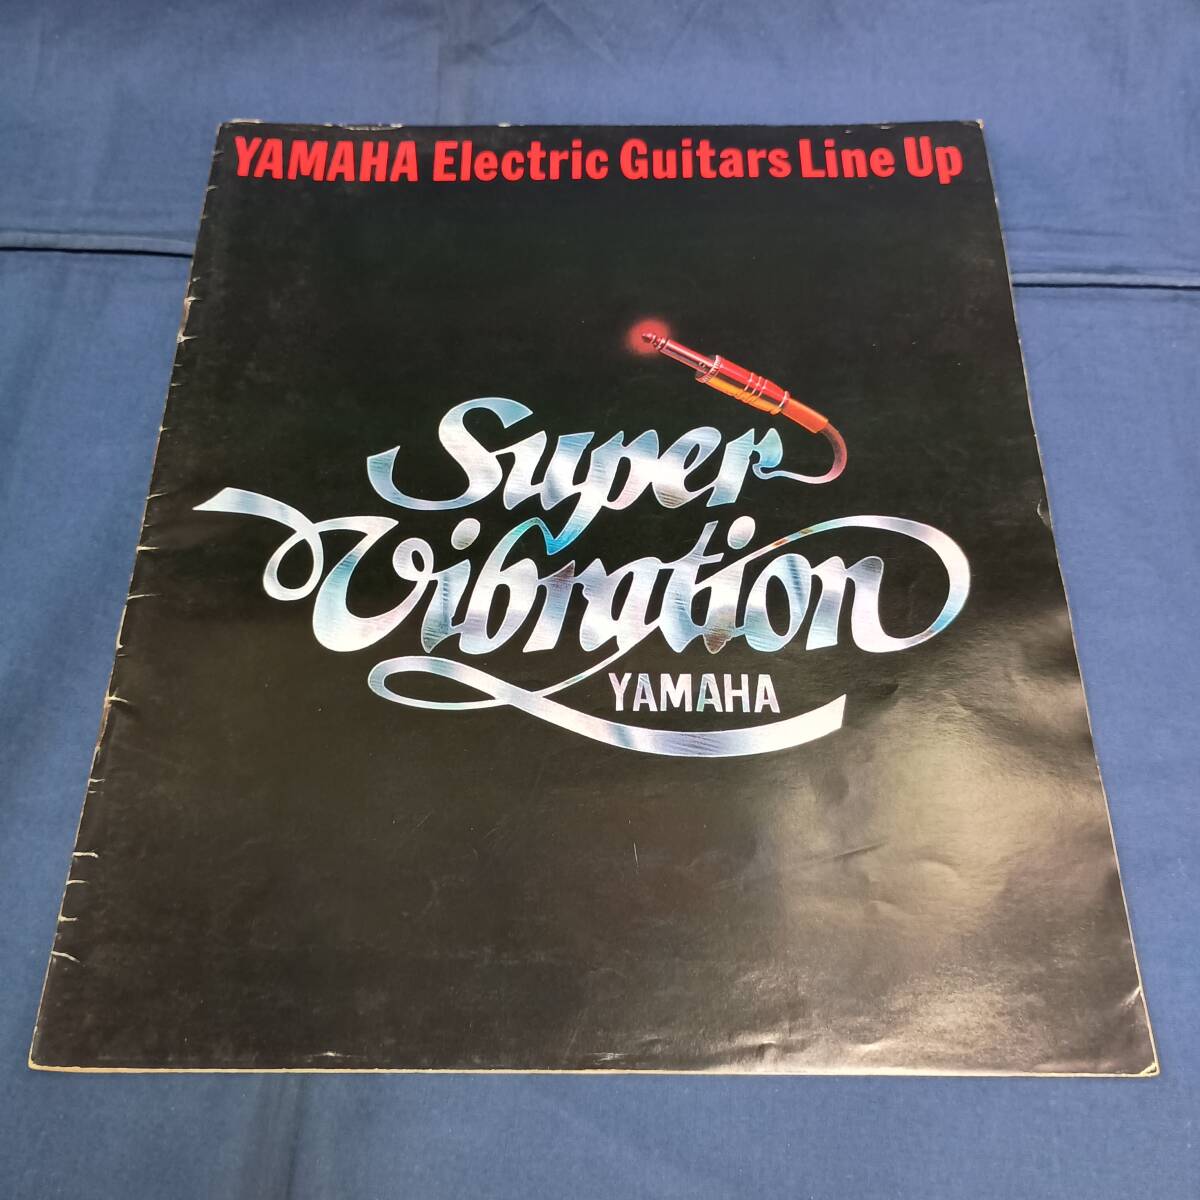 YAMAHA Electric Guitars Line Up
Super
Vibration
YAMAHA